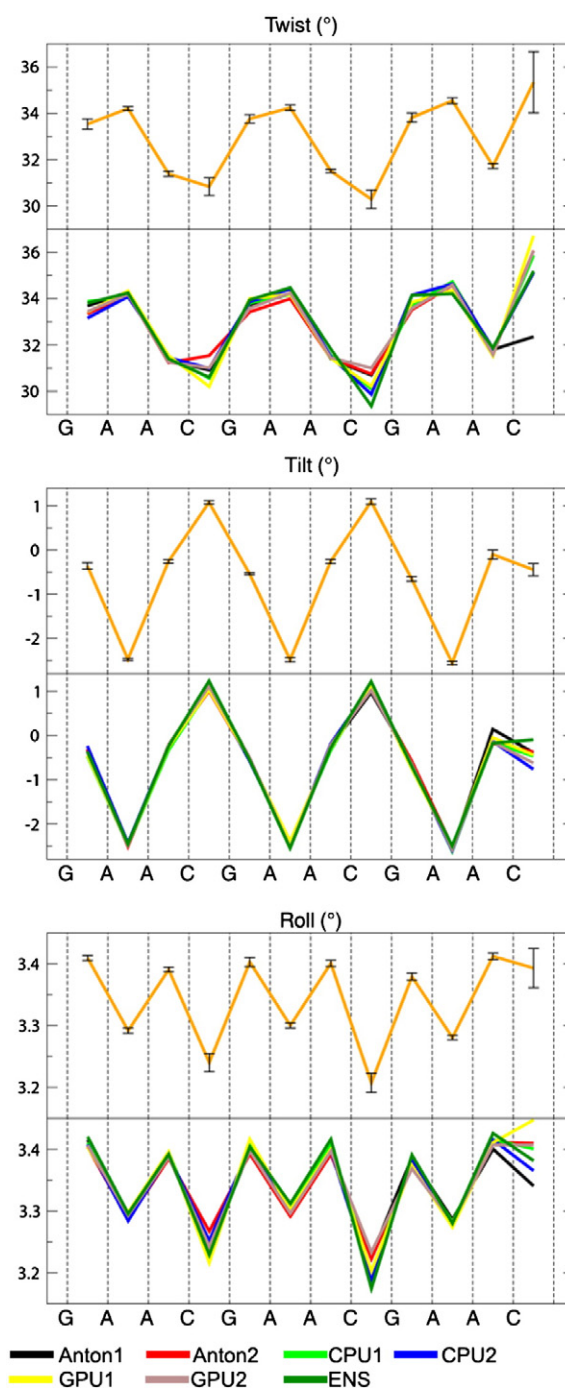 Twist (°)
36
34
32
30
36
34
32
30
G A A C G A A C G A A C
Tilt (°)
1
0
-1
-2
1
0
-1
-2
G A A C G A A C G A A C
Roll (°)
3.4
3.3
3.2
3.4
3.3
3.2
G A A C G A A C G A A C
Anton1 Anton2 CPU1 CPU2
GPU1 GPU2 ENS